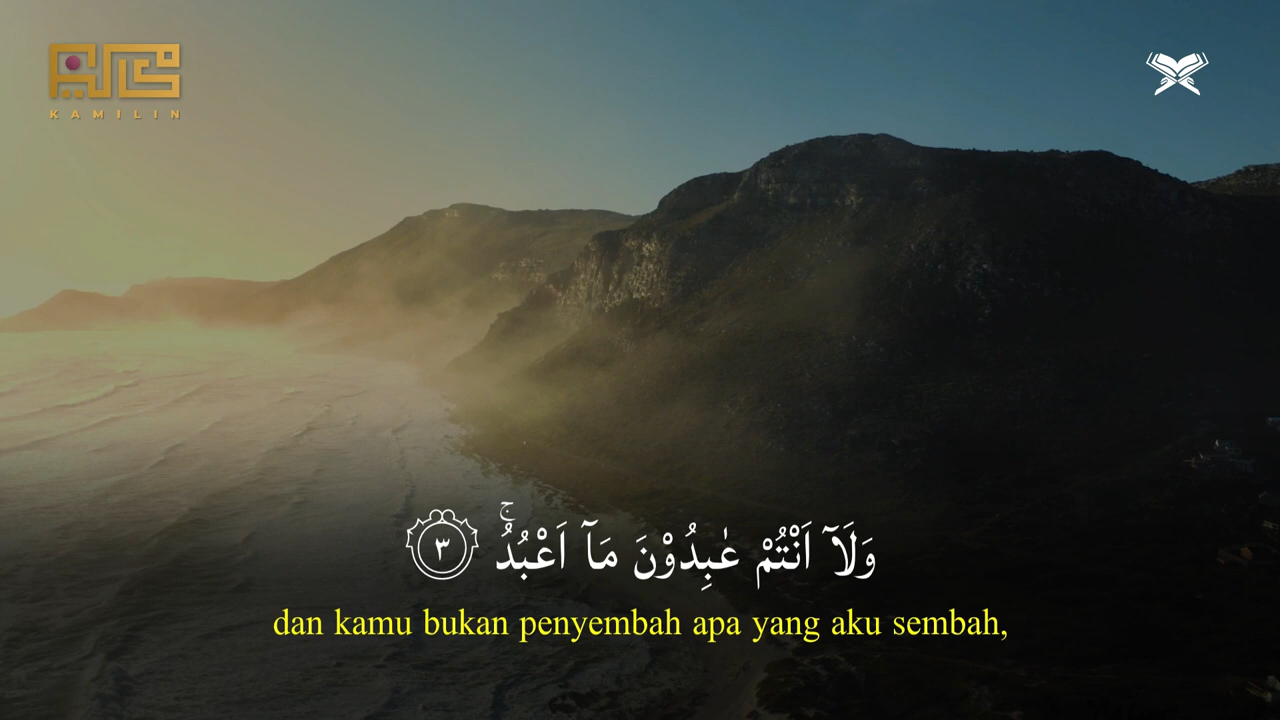 KAMILIN
وَلَآ اَنْتُمْ عٰبِدُوْنَ مَآ اَعْبُدُۚ ٣
dan kamu bukan penyembah apa yang aku sembah,